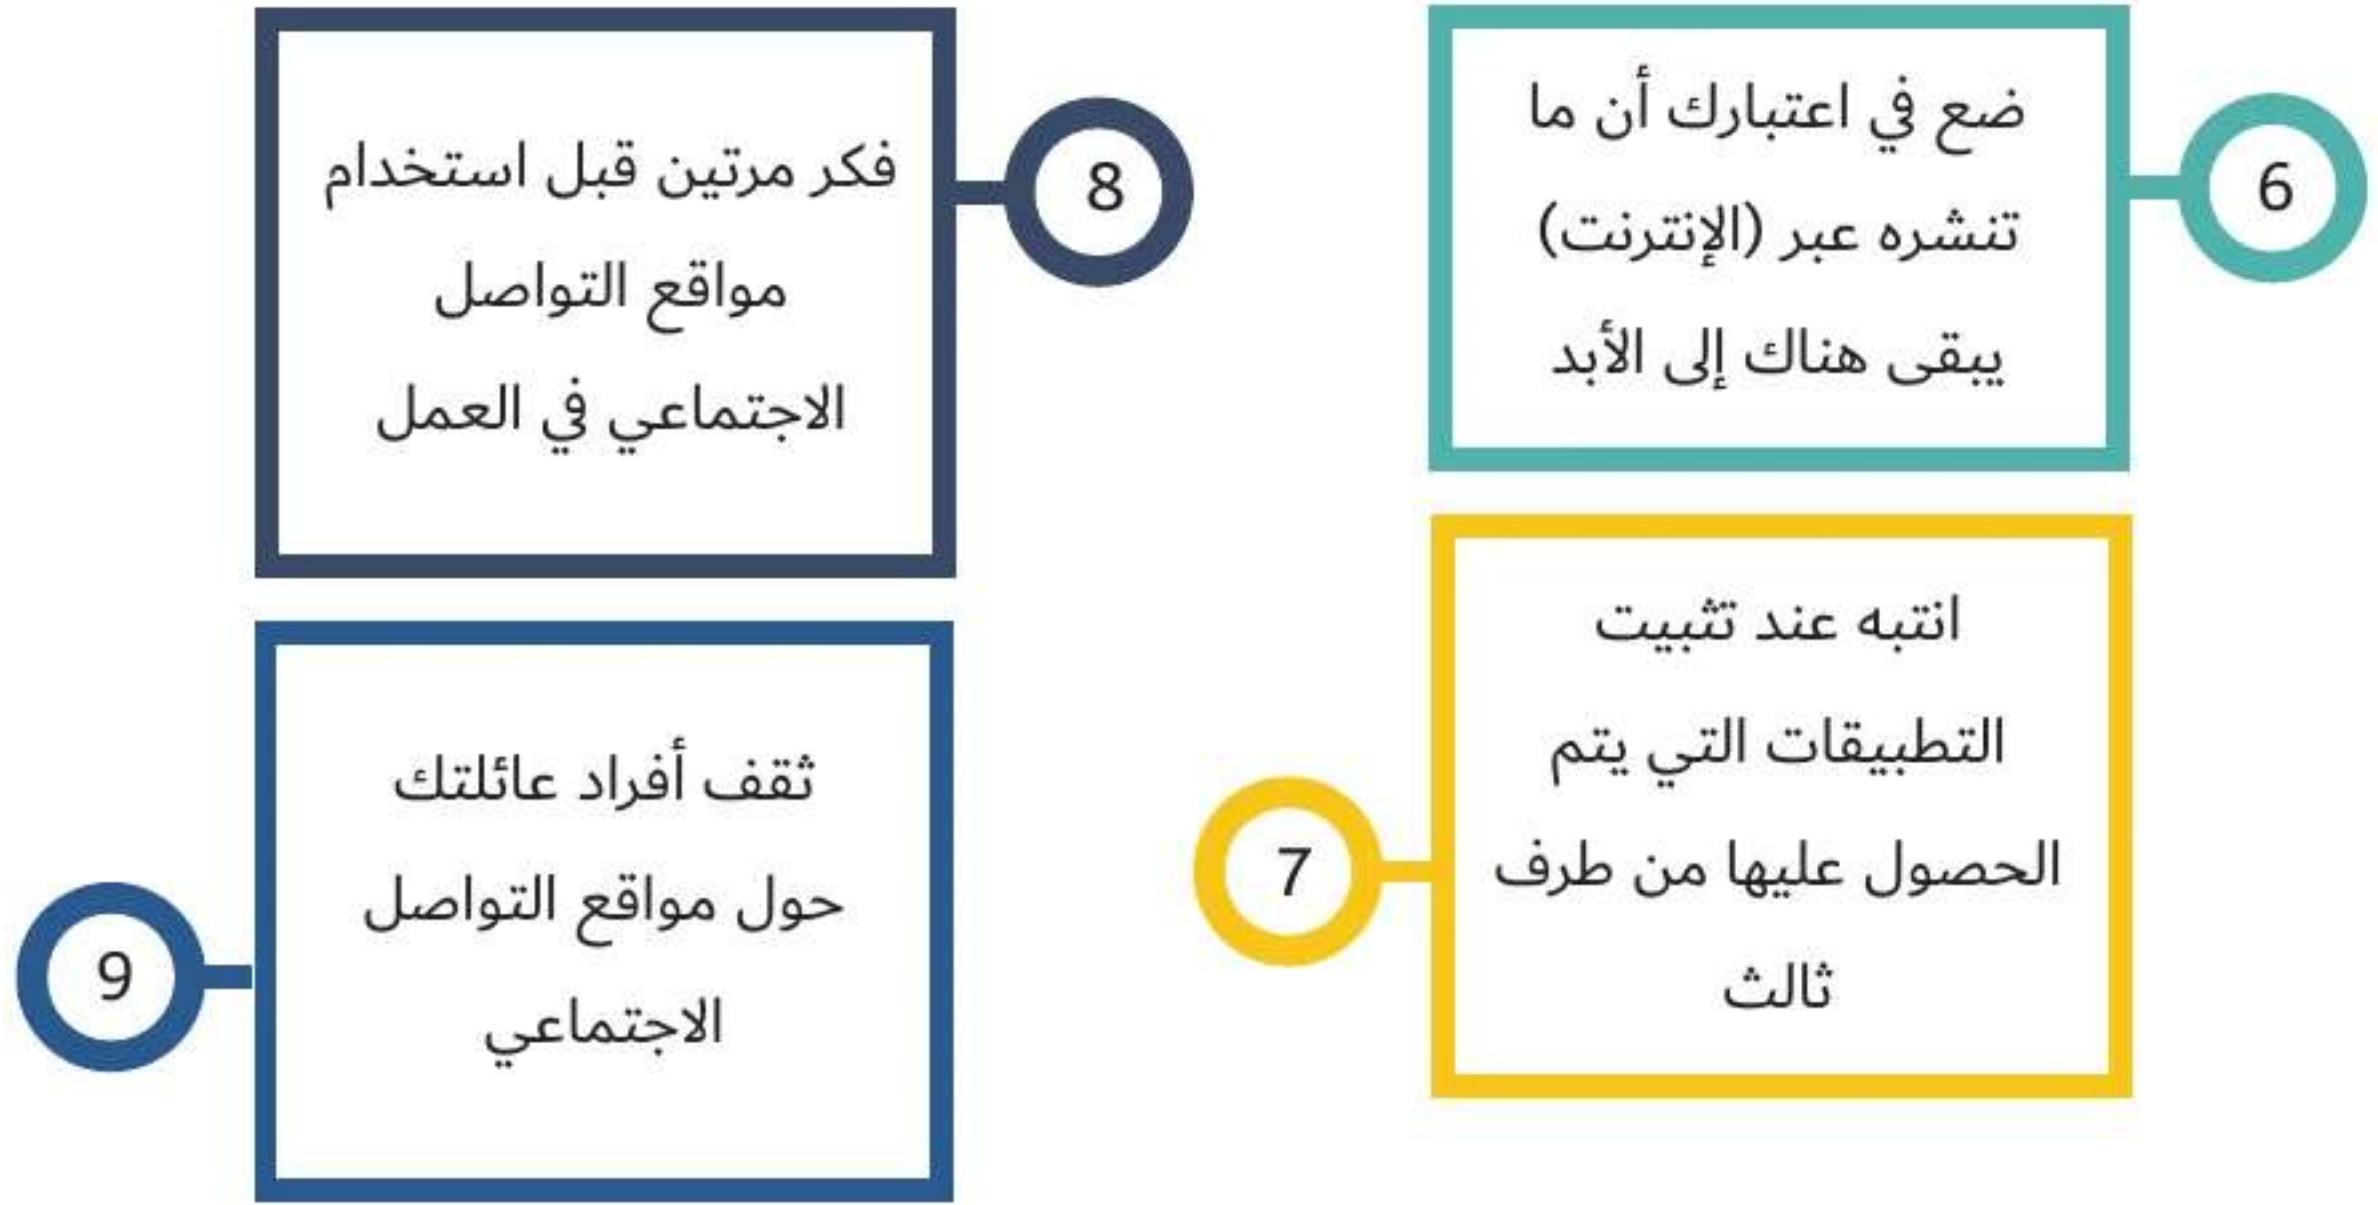 6
ضع في اعتبارك أن ما
تنشره عبر (الإنترنت)
يبقى هناك إلى الأبد
7
انتبه عند تثبيت
التطبيقات التي يتم
الحصول عليها من طرف
ثالث
8
فكر مرتين قبل استخدام
مواقع التواصل
الاجتماعي في العمل
9
ثقف أفراد عائلتك
حول مواقع التواصل
الاجتماعي